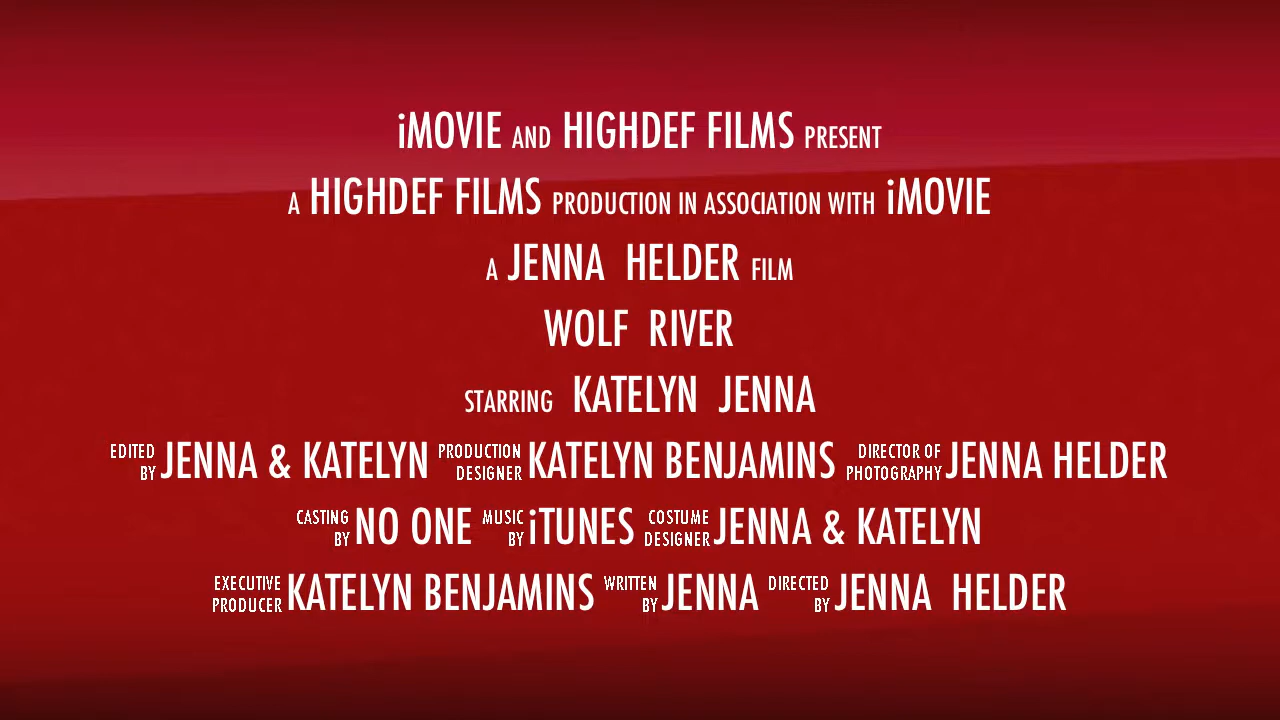 iMOVIE AND HIGHDEF FILMS PRESENT
A HIGHDEF FILMS PRODUCTION IN ASSOCIATION WITH iMOVIE
A JENNA HELDER FILM
WOLF RIVER
STARRING KATELYN JENNA
EDITED BY JENNA & KATELYN PRODUCTION DESIGNER KATELYN BENJAMINS DIRECTOR OF PHOTOGRAPHY JENNA HELDER
CASTING BY NO ONE MUSIC BY iTUNES COSTUME DESIGNER JENNA & KATELYN
EXECUTIVE PRODUCER KATELYN BENJAMINS WRITTEN BY JENNA DIRECTED BY JENNA HELDER